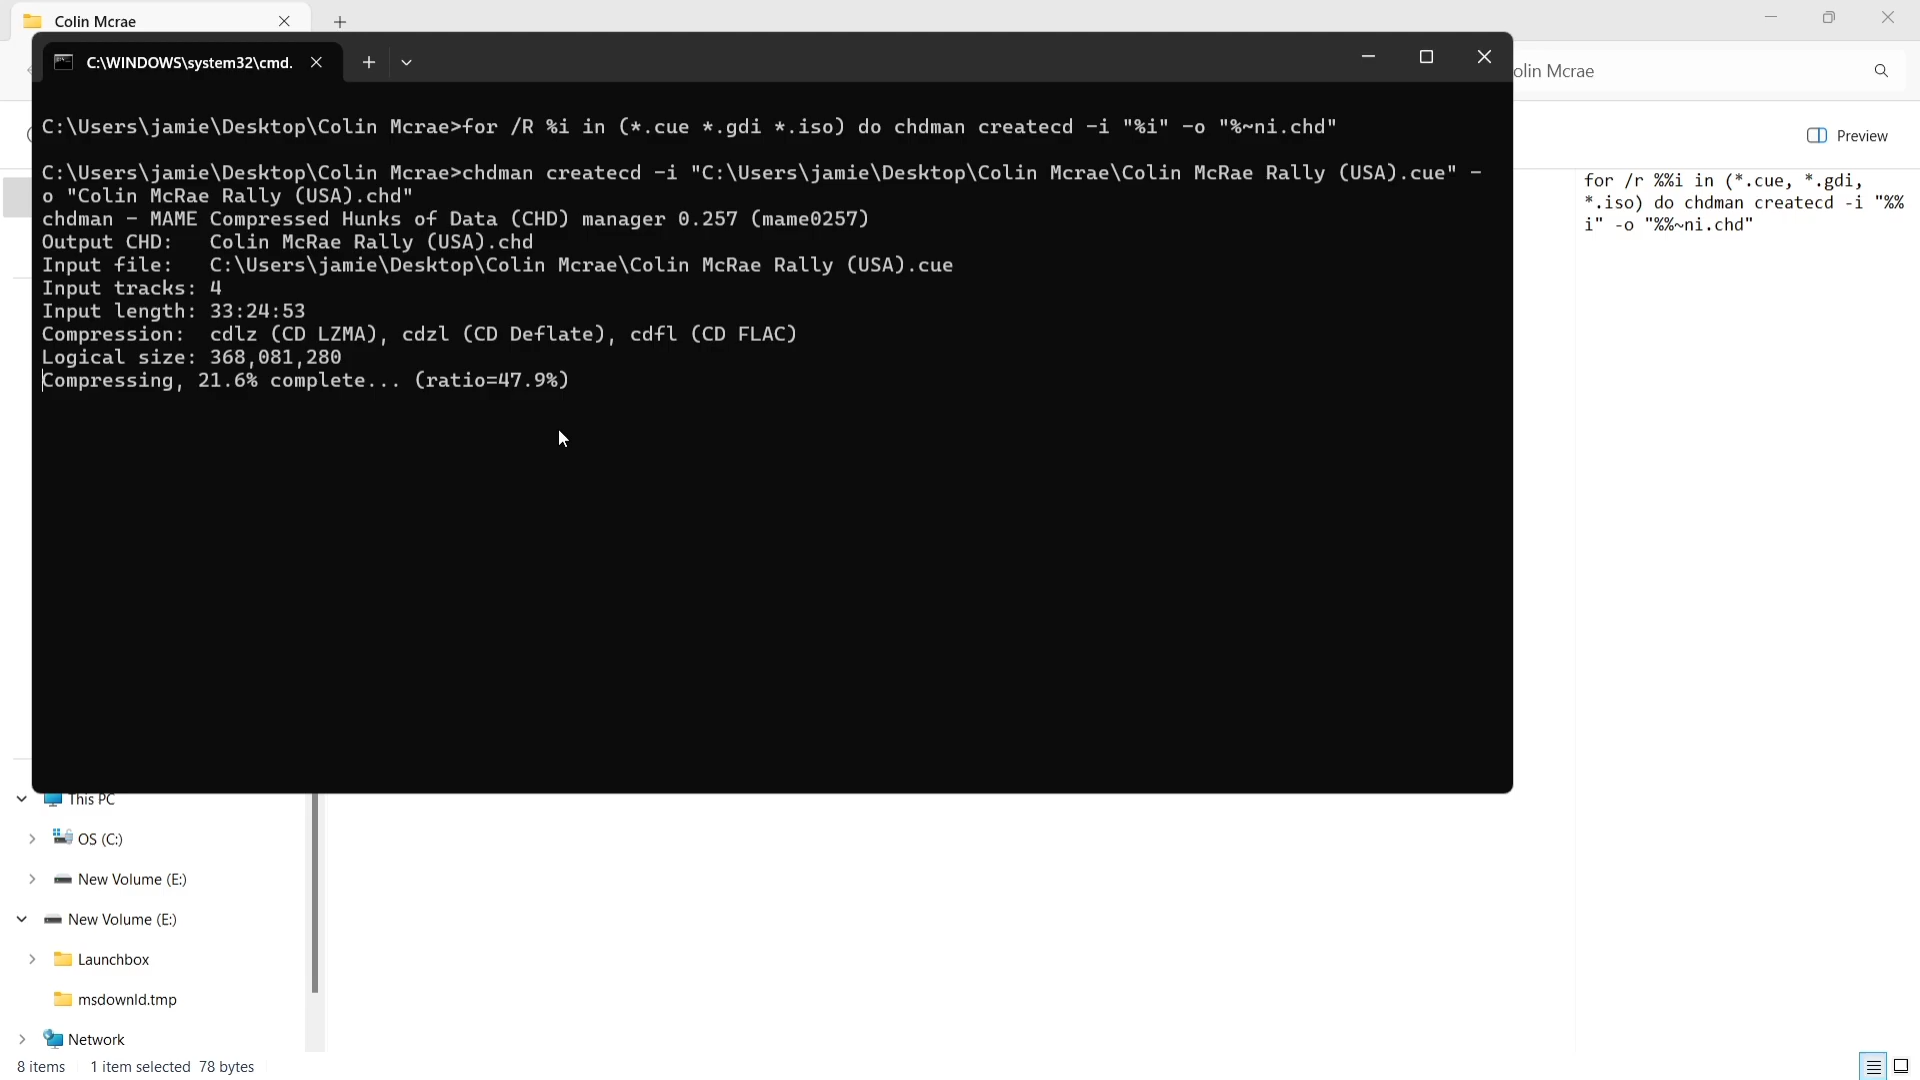 Colin Mcrae
C:\WINDOWS\system32\cmd.
olin Mcrae
Preview
C:\Users\jamie\Desktop\Colin Mcrae>for /R %i in (*.cue *.gdi *.iso) do chdman createcd -i "%i" -o "%~ni.chd"
C:\Users\jamie\Desktop\Colin Mcrae>chdman createcd -i "C:\Users\jamie\Desktop\Colin Mcrae\Colin McRae Rally (USA).cue" -
o "Colin McRae Rally (USA).chd"
chdman - MAME Compressed Hunks of Data (CHD) manager 0.257 (mame0257)
Output CHD:   Colin McRae Rally (USA).chd
Input file:   C:\Users\jamie\Desktop\Colin Mcrae\Colin McRae Rally (USA).cue
Input tracks: 4
Input length: 33:24:53
Compression:  cdlz (CD LZMA), cdzl (CD Deflate), cdfl (CD FLAC)
Logical size: 368,081,280
Compressing, 21.6% complete... (ratio=47.9%)
for /r %%i in (*.cue, *.gdi,
*.iso) do chdman createcd -i "%%
i" -o "%%~ni.chd"
This PC
OS (C:)
New Volume (E:)
New Volume (E:)
Launchbox
msdownld.tmp
Network
8 items 1 item selected 78 bytes